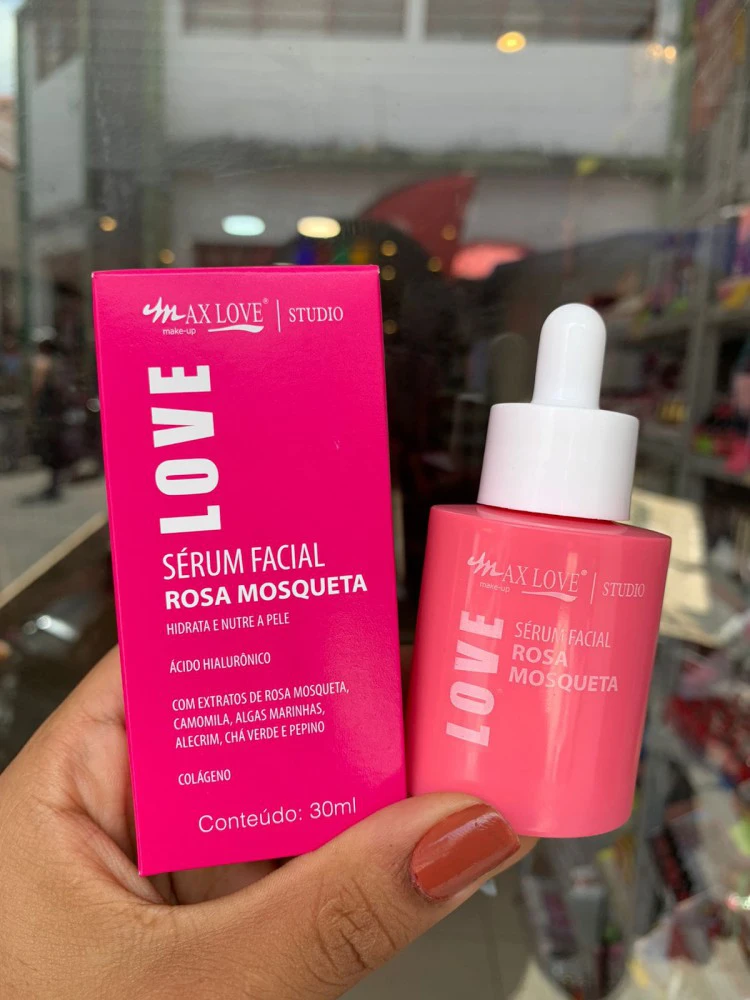 MAX LOVE® | STUDIO
make-up
LOVE
SÉRUM FACIAL
ROSA MOSQUETA
HIDRATA E NUTRE A PELE
ÁCIDO HIALURÔNICO
COM EXTRATOS DE ROSA MOSQUETA,
CAMOMILA, ALGAS MARINHAS,
ALECRIM, CHÁ VERDE E PEPINO
COLÁGENO
Conteúdo: 30ml
MAX LOVE® | STUDIO
make-up
LOVE
SÉRUM FACIAL
ROSA
MOSQUETA